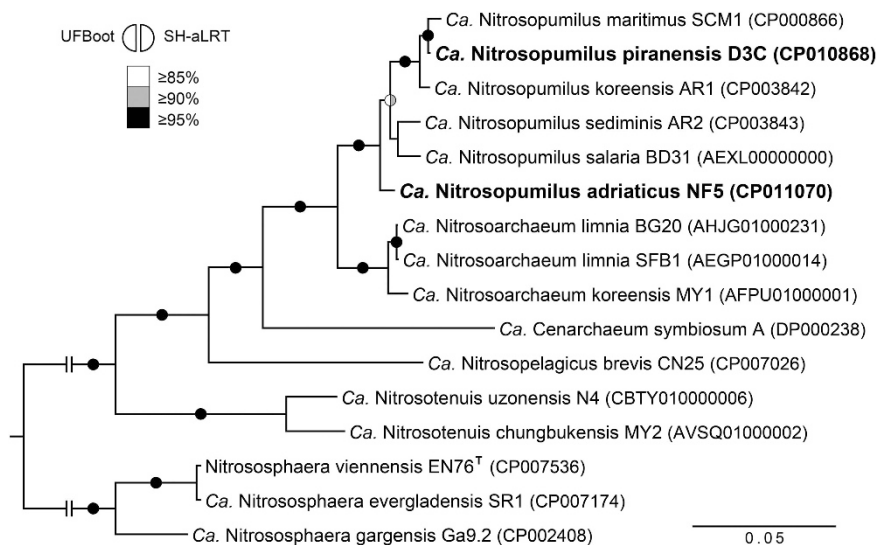 UFBoot SH-aLRT
≥85%
≥90%
≥95%
Ca. Nitrosopumilus maritimus SCM1 (CP000866)
Ca. Nitrosopumilus piranensis D3C (CP010868)
Ca. Nitrosopumilus koreensis AR1 (CP003842)
Ca. Nitrosopumilus sediminis AR2 (CP003843)
Ca. Nitrosopumilus salaria BD31 (AEXL00000000)
Ca. Nitrosopumilus adriaticus NF5 (CP011070)
Ca. Nitrosoarchaeum limnia BG20 (AHJG01000231)
Ca. Nitrosoarchaeum limnia SFB1 (AEGP01000014)
Ca. Nitrosoarchaeum koreensis MY1 (AFPU01000001)
Ca. Cenarchaeum symbiosum A (DP000238)
Ca. Nitrosopelagicus brevis CN25 (CP007026)
Ca. Nitrosotenuis uzonensis N4 (CBTY010000006)
Ca. Nitrosotenuis chungbukensis MY2 (AVSQ01000002)
Nitrososphaera viennensis EN76ᵀ (CP007536)
Ca. Nitrososphaera evergladensis SR1 (CP007174)
Ca. Nitrososphaera gargensis Ga9.2 (CP002408)
0.05